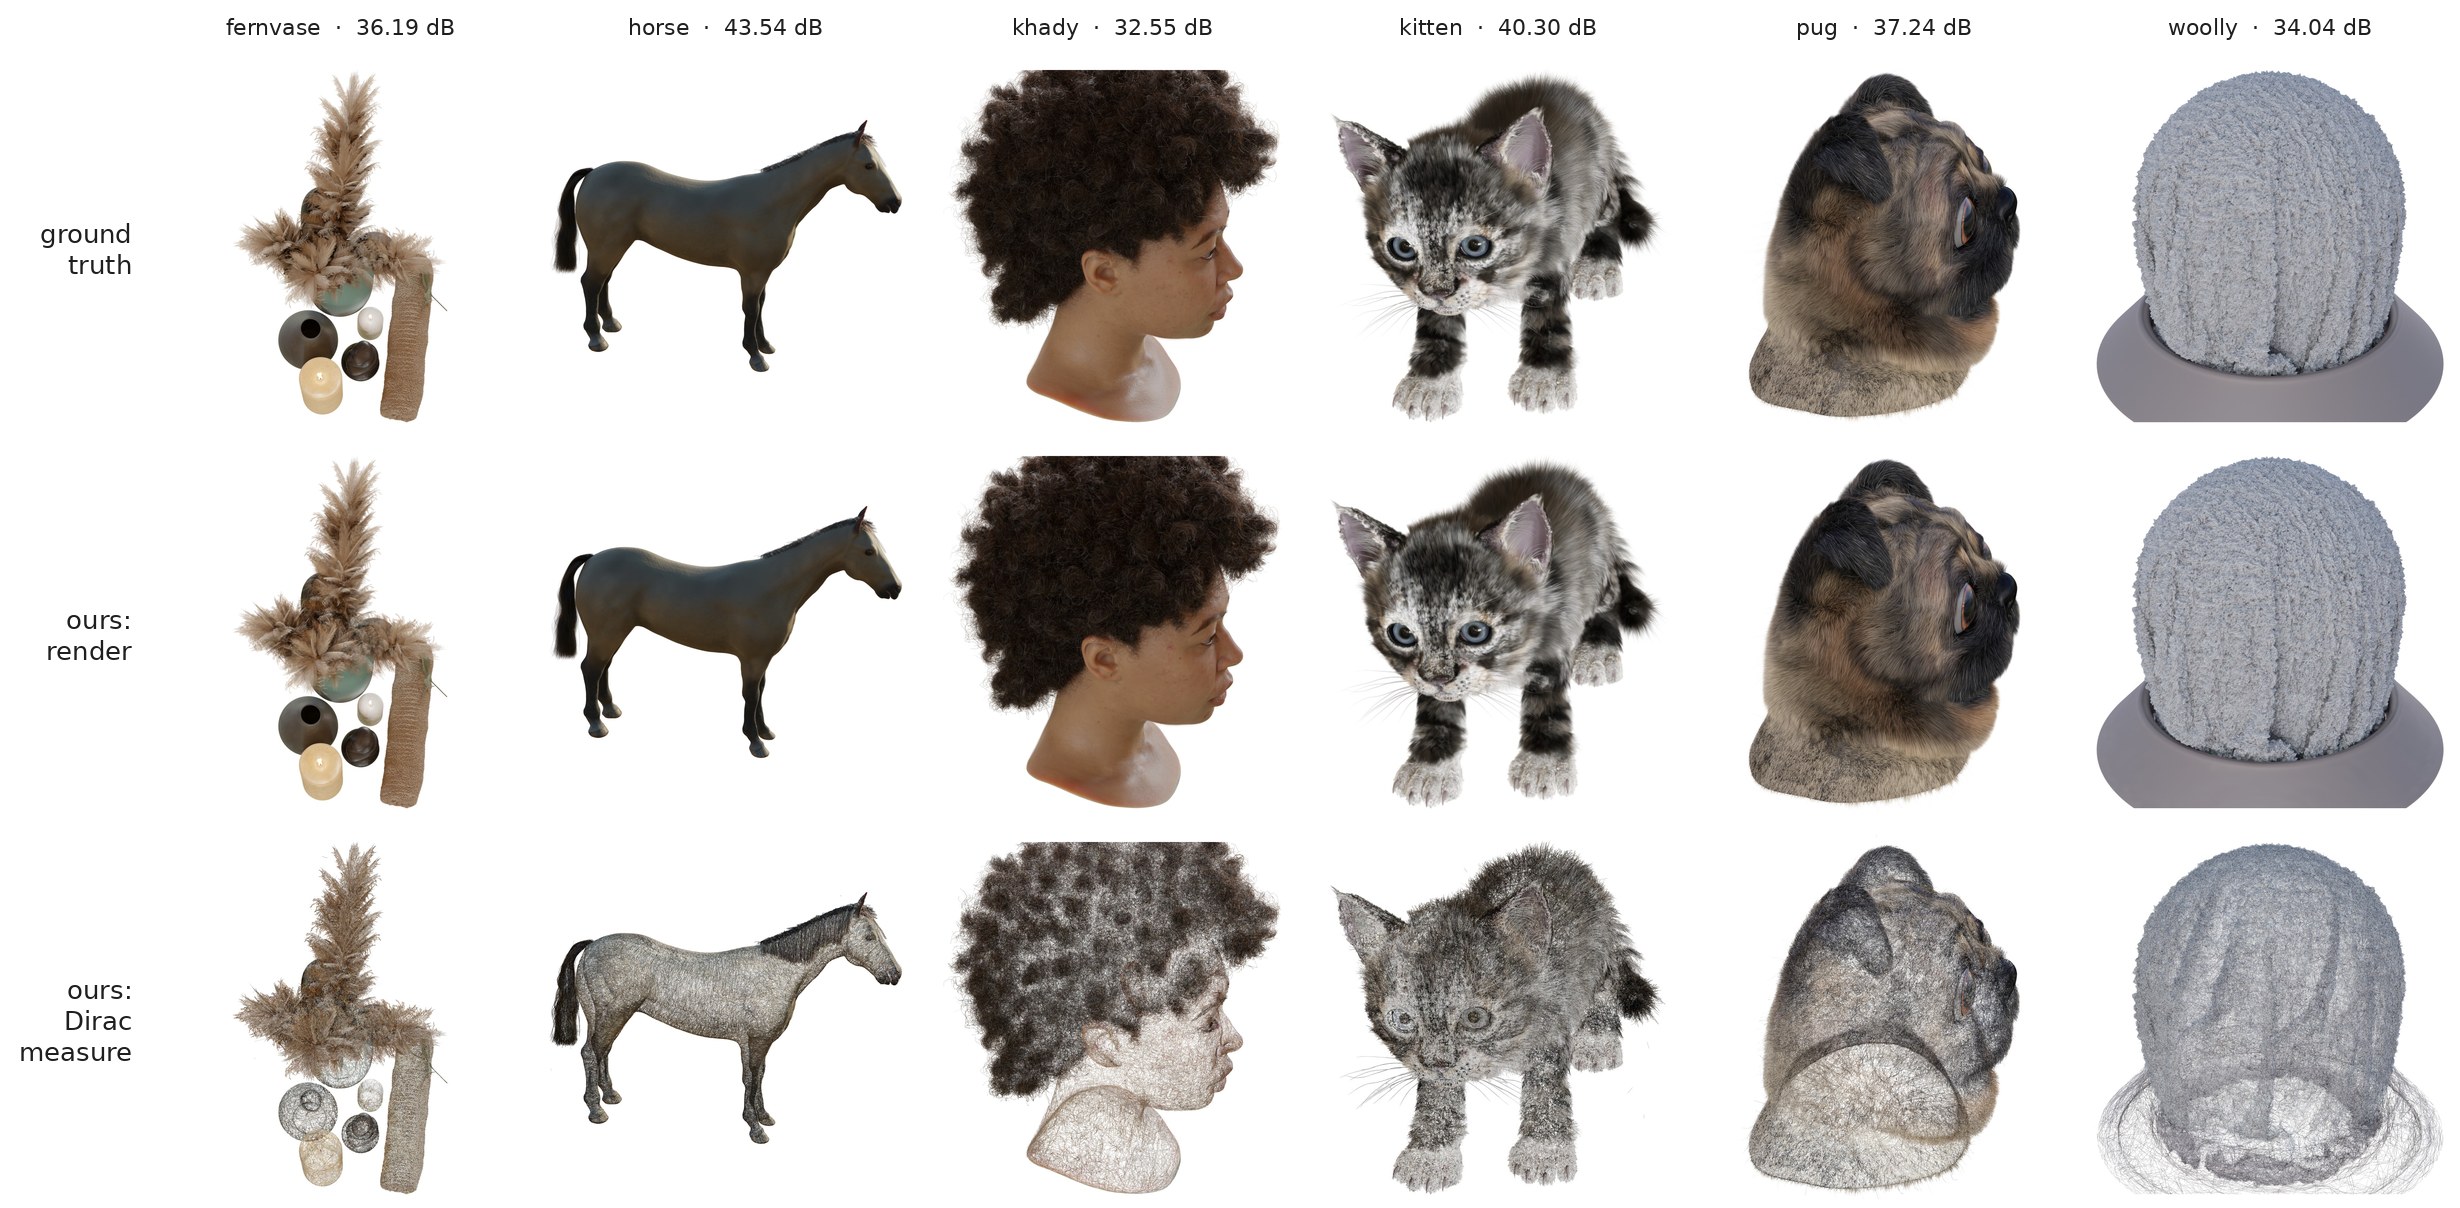 fernvase · 36.19 dB
horse · 43.54 dB
khady · 32.55 dB
kitten · 40.30 dB
pug · 37.24 dB
woolly · 34.04 dB
ground
truth
ours:
render
ours:
Dirac
measure